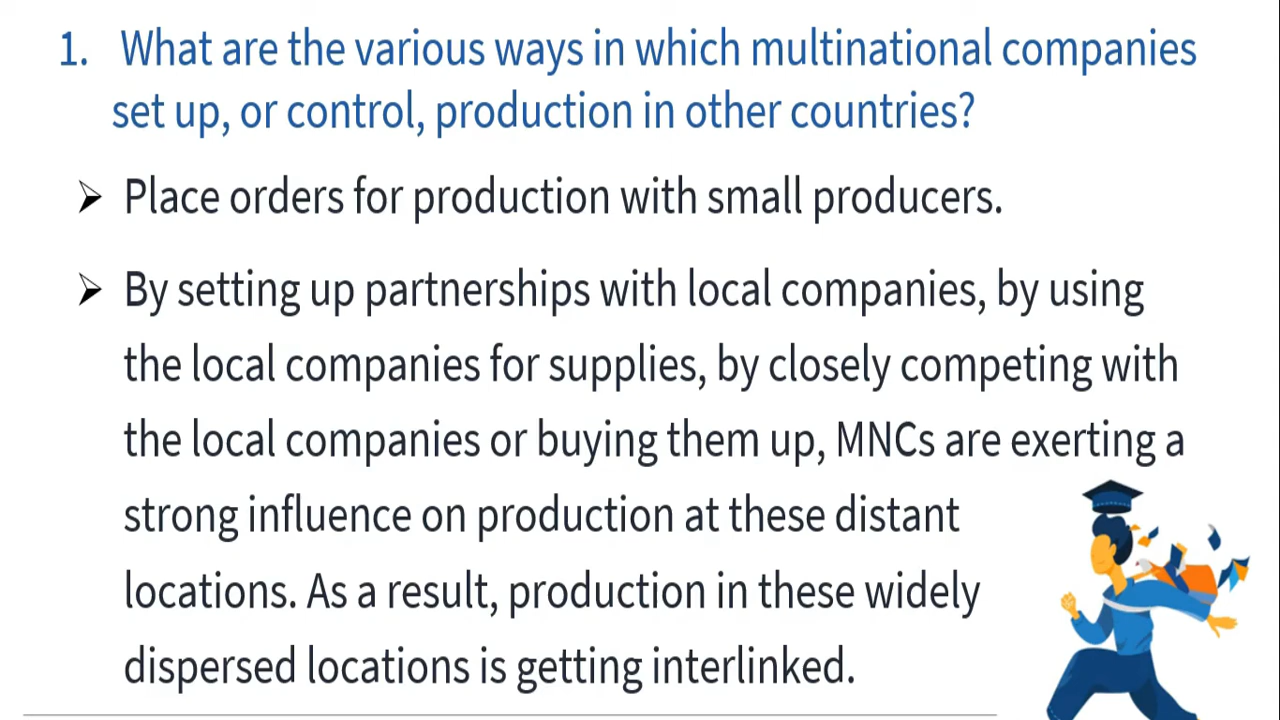 1. What are the various ways in which multinational companies
set up, or control, production in other countries?
➢ Place orders for production with small producers.
➢ By setting up partnerships with local companies, by using
the local companies for supplies, by closely competing with
the local companies or buying them up, MNCs are exerting a
strong influence on production at these distant
locations. As a result, production in these widely
dispersed locations is getting interlinked.